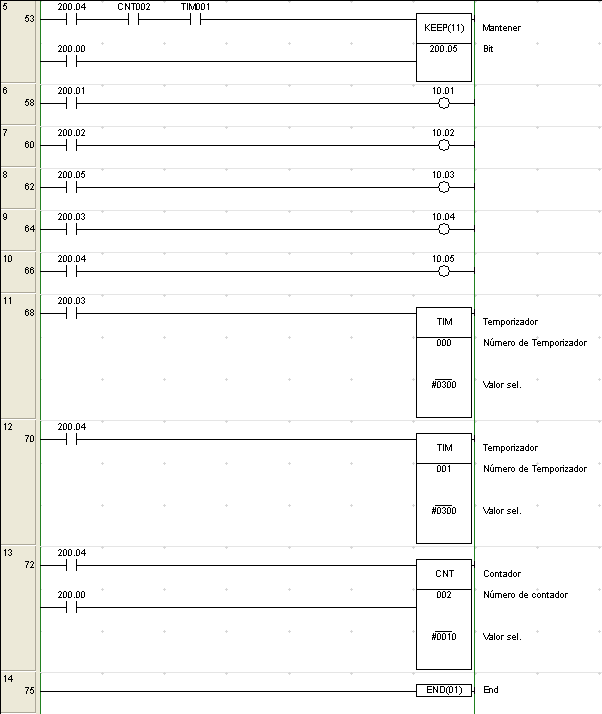 5 200.04 CNT002 TIM001
53 KEEP(11) Mantener
200.00 200.05 Bit
6 200.01 10.01
58
7 200.02 10.02
60
8 200.05 10.03
62
9 200.03 10.04
64
10 200.04 10.05
66
11 200.03
68 TIM Temporizador
000 Número de Temporizador
#0300 Valor sel.
12 200.04
70 TIM Temporizador
001 Número de Temporizador
#0300 Valor sel.
13 200.04
72 CNT Contador
200.00 002 Número de contador
#0010 Valor sel.
14
75 END(01) End